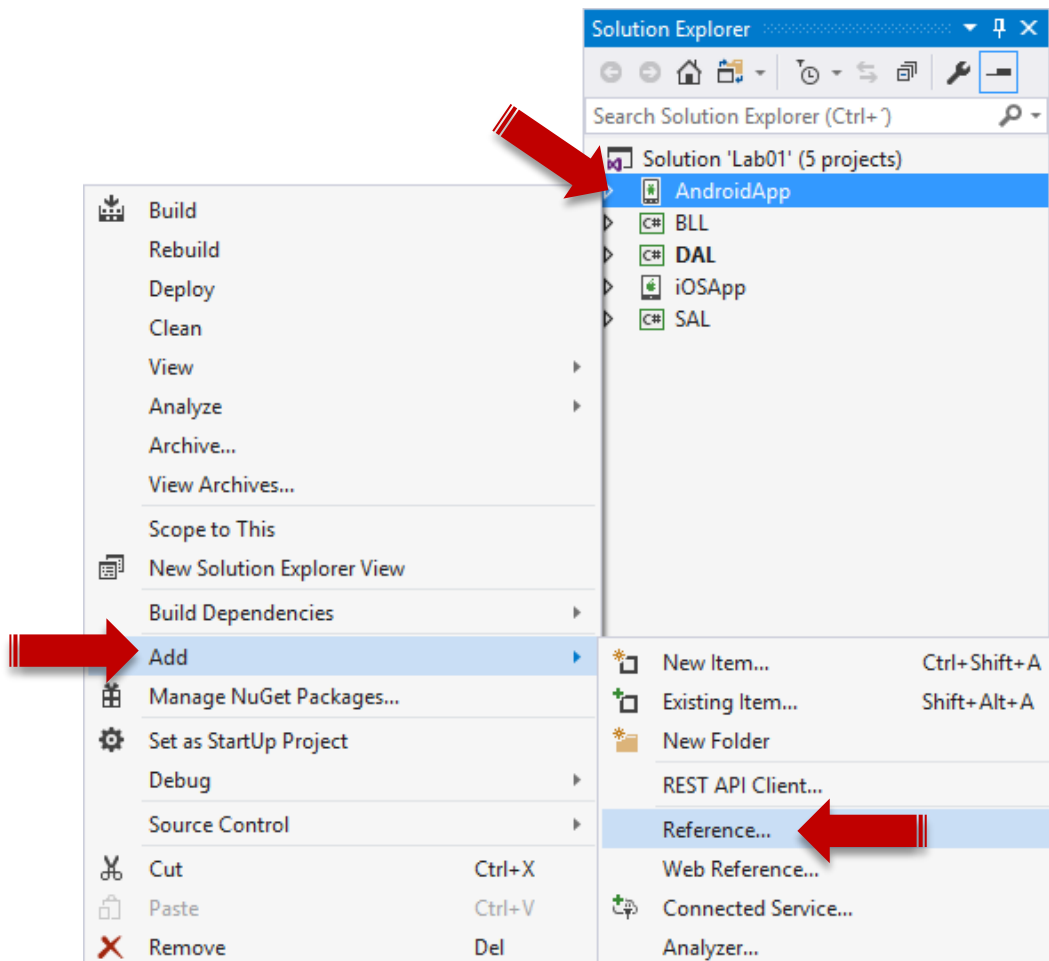 Solution Explorer
Search Solution Explorer (Ctrl+´)
Solution 'Lab01' (5 projects)
AndroidApp
C# BLL
C# DAL
iOSApp
C# SAL
Build
Rebuild
Deploy
Clean
View
Analyze
Archive...
View Archives...
Scope to This
New Solution Explorer View
Build Dependencies
Add
Manage NuGet Packages...
Set as StartUp Project
Debug
Source Control
Cut Ctrl+X
Paste Ctrl+V
Remove Del
New Item... Ctrl+Shift+A
Existing Item... Shift+Alt+A
New Folder
REST API Client...
Reference...
Web Reference...
Connected Service...
Analyzer...